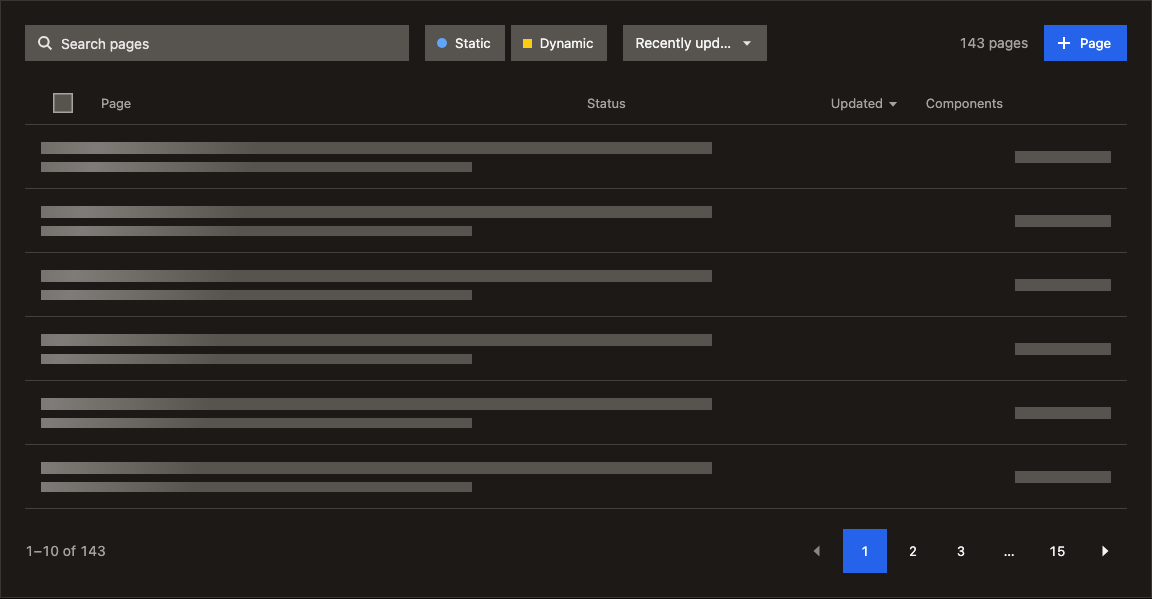 Search pages
Static
Dynamic
Recently upd...
143 pages
Page
Page
Status
Updated
Components
1–10 of 143
1
2
3
...
15